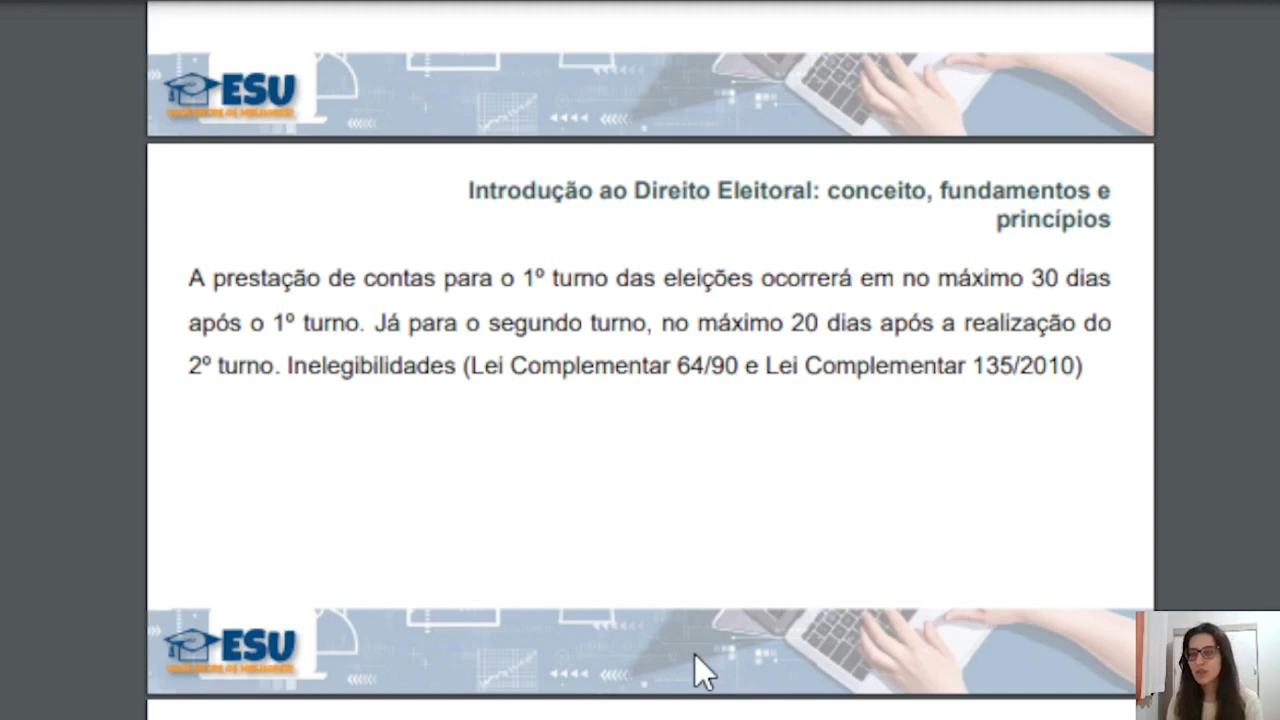 ESU
Introdução ao Direito Eleitoral: conceito, fundamentos e
princípios
A prestação de contas para o 1º turno das eleições ocorrerá em no máximo 30 dias
após o 1º turno. Já para o segundo turno, no máximo 20 dias após a realização do
2º turno. Inelegibilidades (Lei Complementar 64/90 e Lei Complementar 135/2010)
ESU